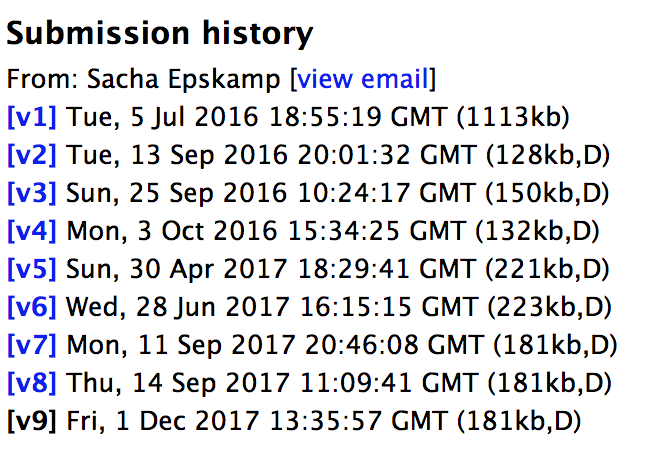 Submission history
From: Sacha Epskamp [view email]
[v1] Tue, 5 Jul 2016 18:55:19 GMT (1113kb)
[v2] Tue, 13 Sep 2016 20:01:32 GMT (128kb,D)
[v3] Sun, 25 Sep 2016 10:24:17 GMT (150kb,D)
[v4] Mon, 3 Oct 2016 15:34:25 GMT (132kb,D)
[v5] Sun, 30 Apr 2017 18:29:41 GMT (221kb,D)
[v6] Wed, 28 Jun 2017 16:15:15 GMT (223kb,D)
[v7] Mon, 11 Sep 2017 20:46:08 GMT (181kb,D)
[v8] Thu, 14 Sep 2017 11:09:41 GMT (181kb,D)
[v9] Fri, 1 Dec 2017 13:35:57 GMT (181kb,D)